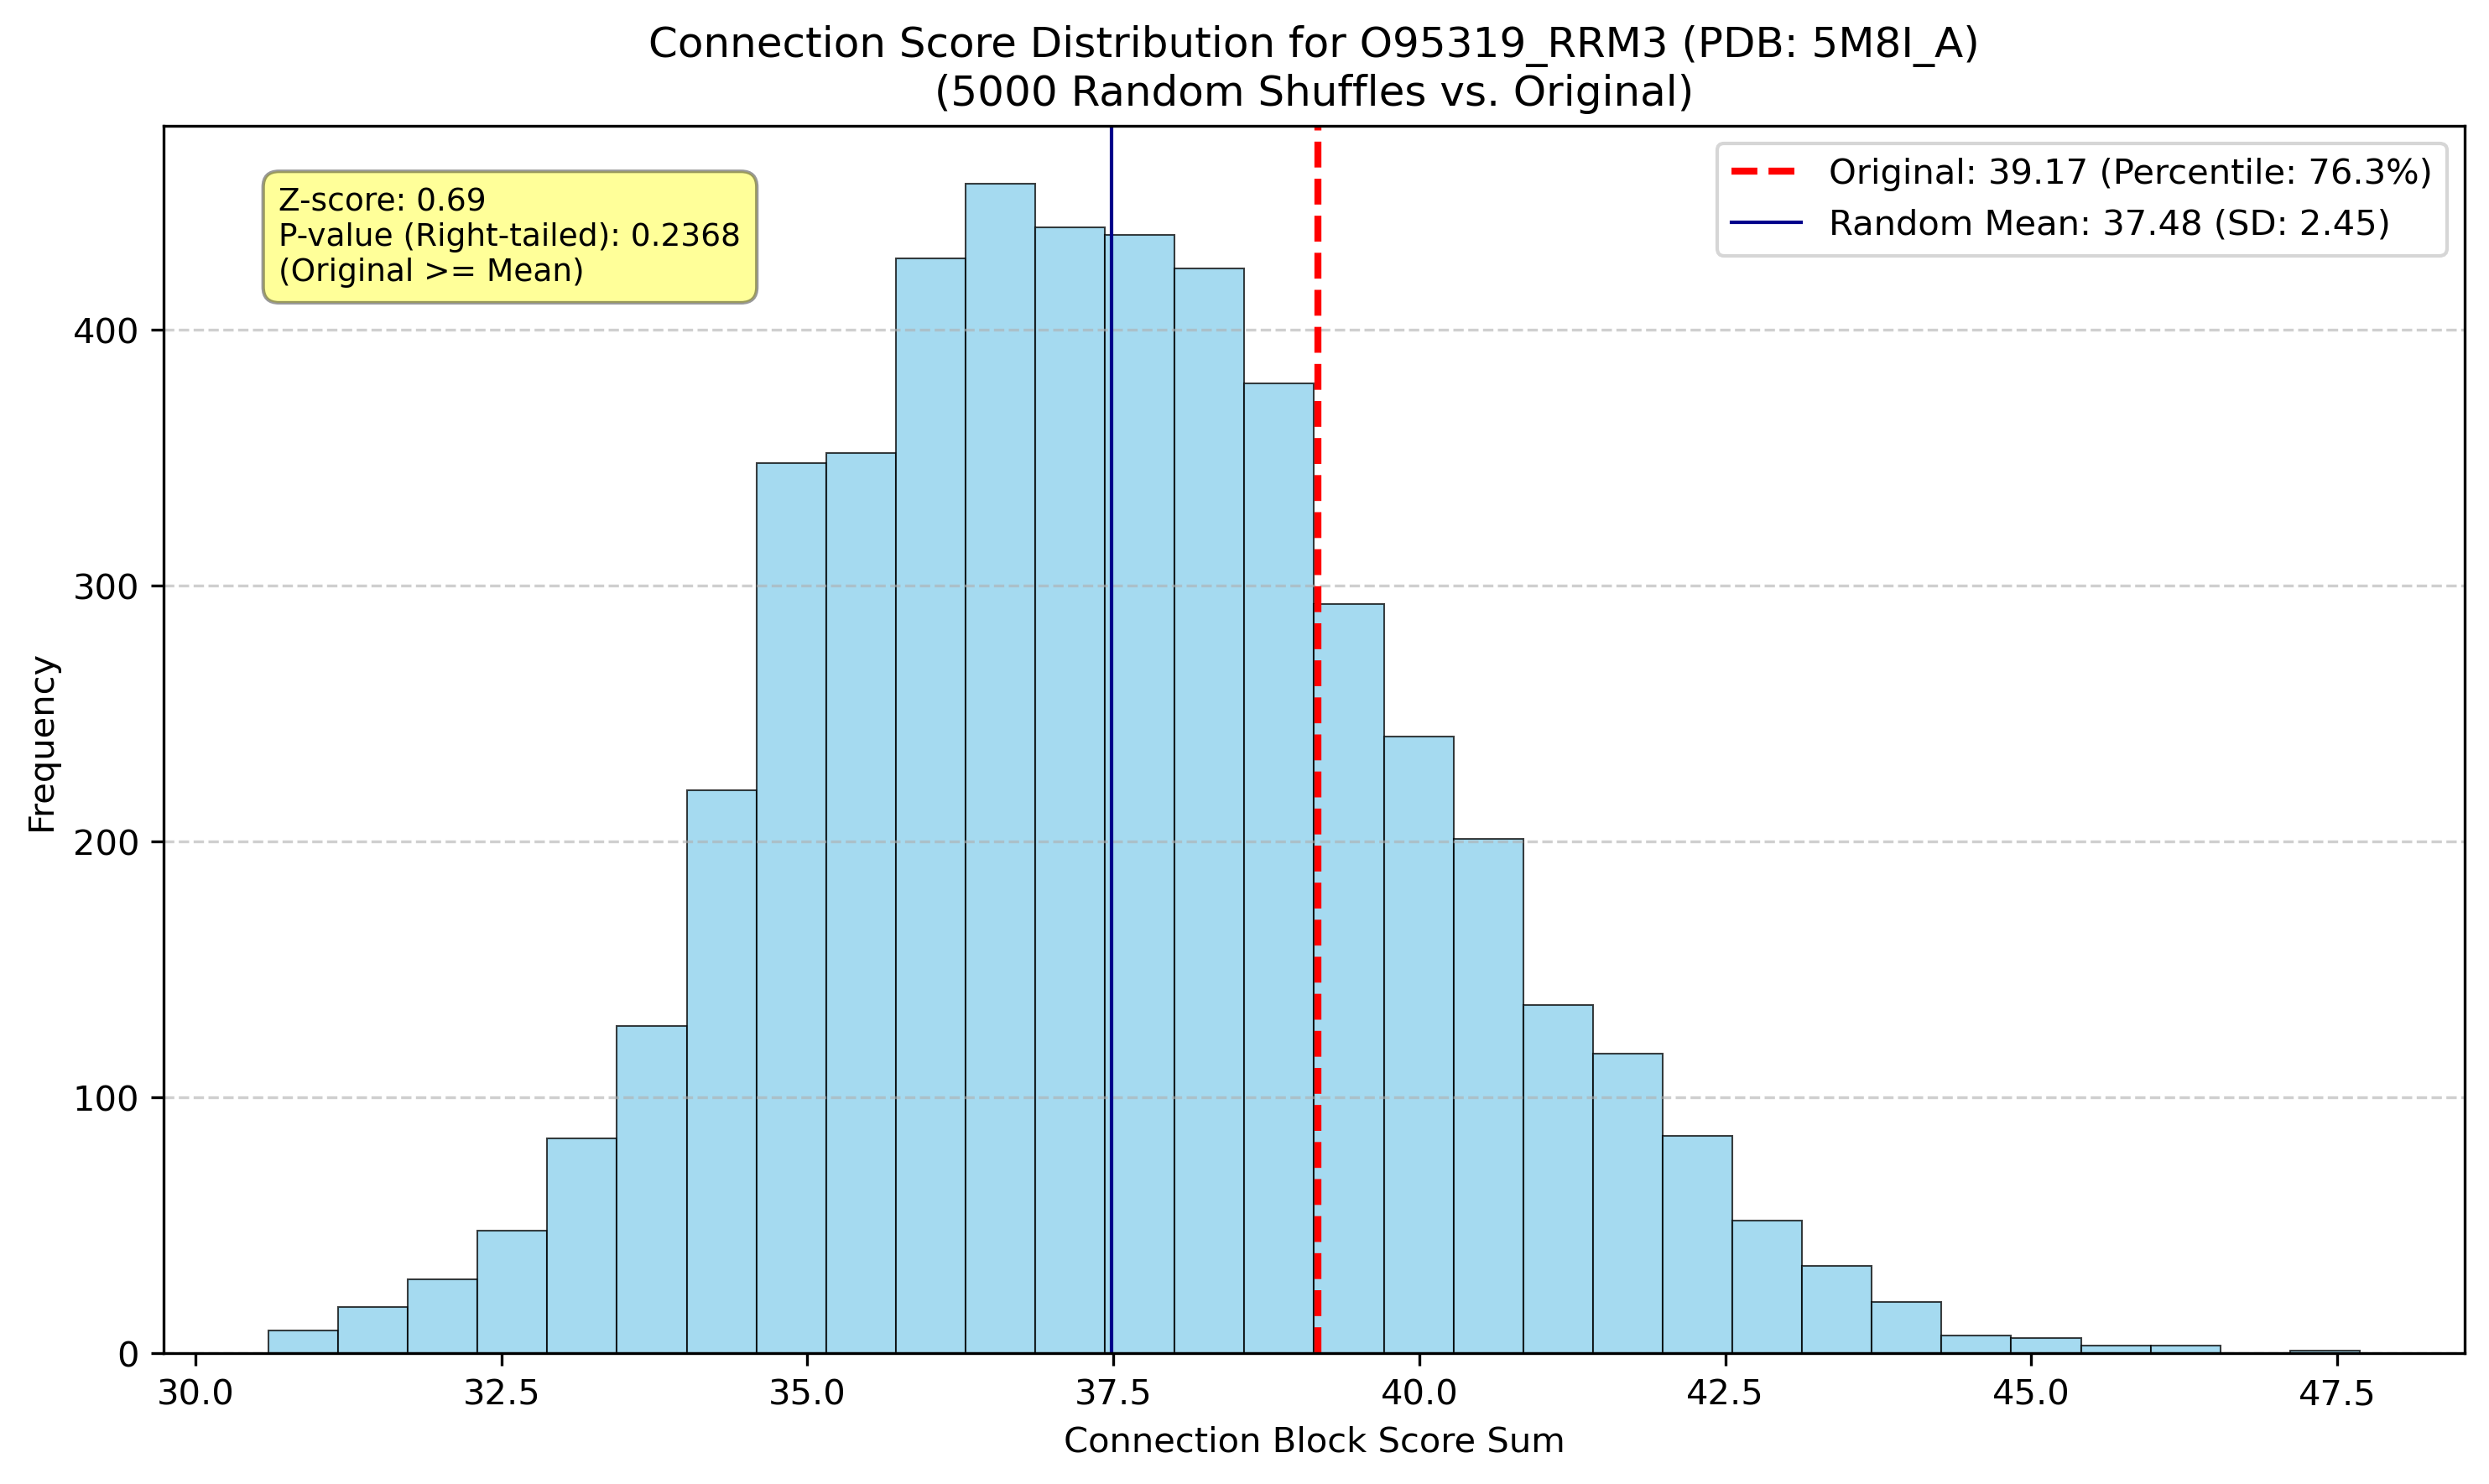 Connection Score Distribution for O95319_RRM3 (PDB: 5M8I_A)
(5000 Random Shuffles vs. Original)
Z-score: 0.69
P-value (Right-tailed): 0.2368
(Original >= Mean)
Original: 39.17 (Percentile: 76.3%)
Random Mean: 37.48 (SD: 2.45)
Frequency
400
300
200
100
0
30.0
32.5
35.0
37.5
40.0
42.5
45.0
47.5
Connection Block Score Sum